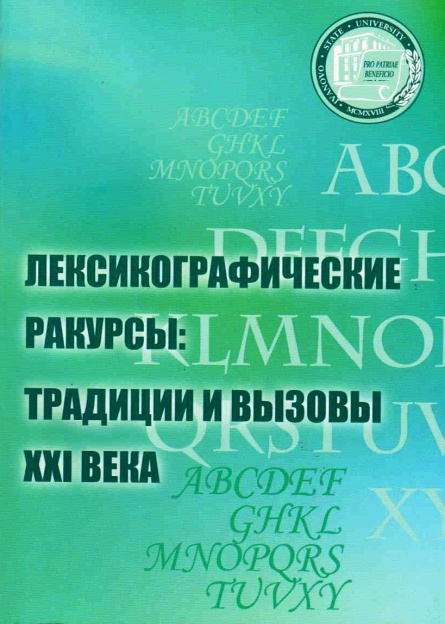 IVANOVO STATE UNIVERSITY
PRO PATRIAE
BENEFICIO
MCMXVIII
ABCDEF
GHKL
MNOPQRS
TUVXY
ABC
DEFGH
KLMNO
QRSTUV
XY
ЛЕКСИКОГРАФИЧЕСКИЕ
РАКУРСЫ:
ТРАДИЦИИ И ВЫЗОВЫ
XXI ВЕКА
ABCDEF
GHKL
MNOPQRS
TUVXY